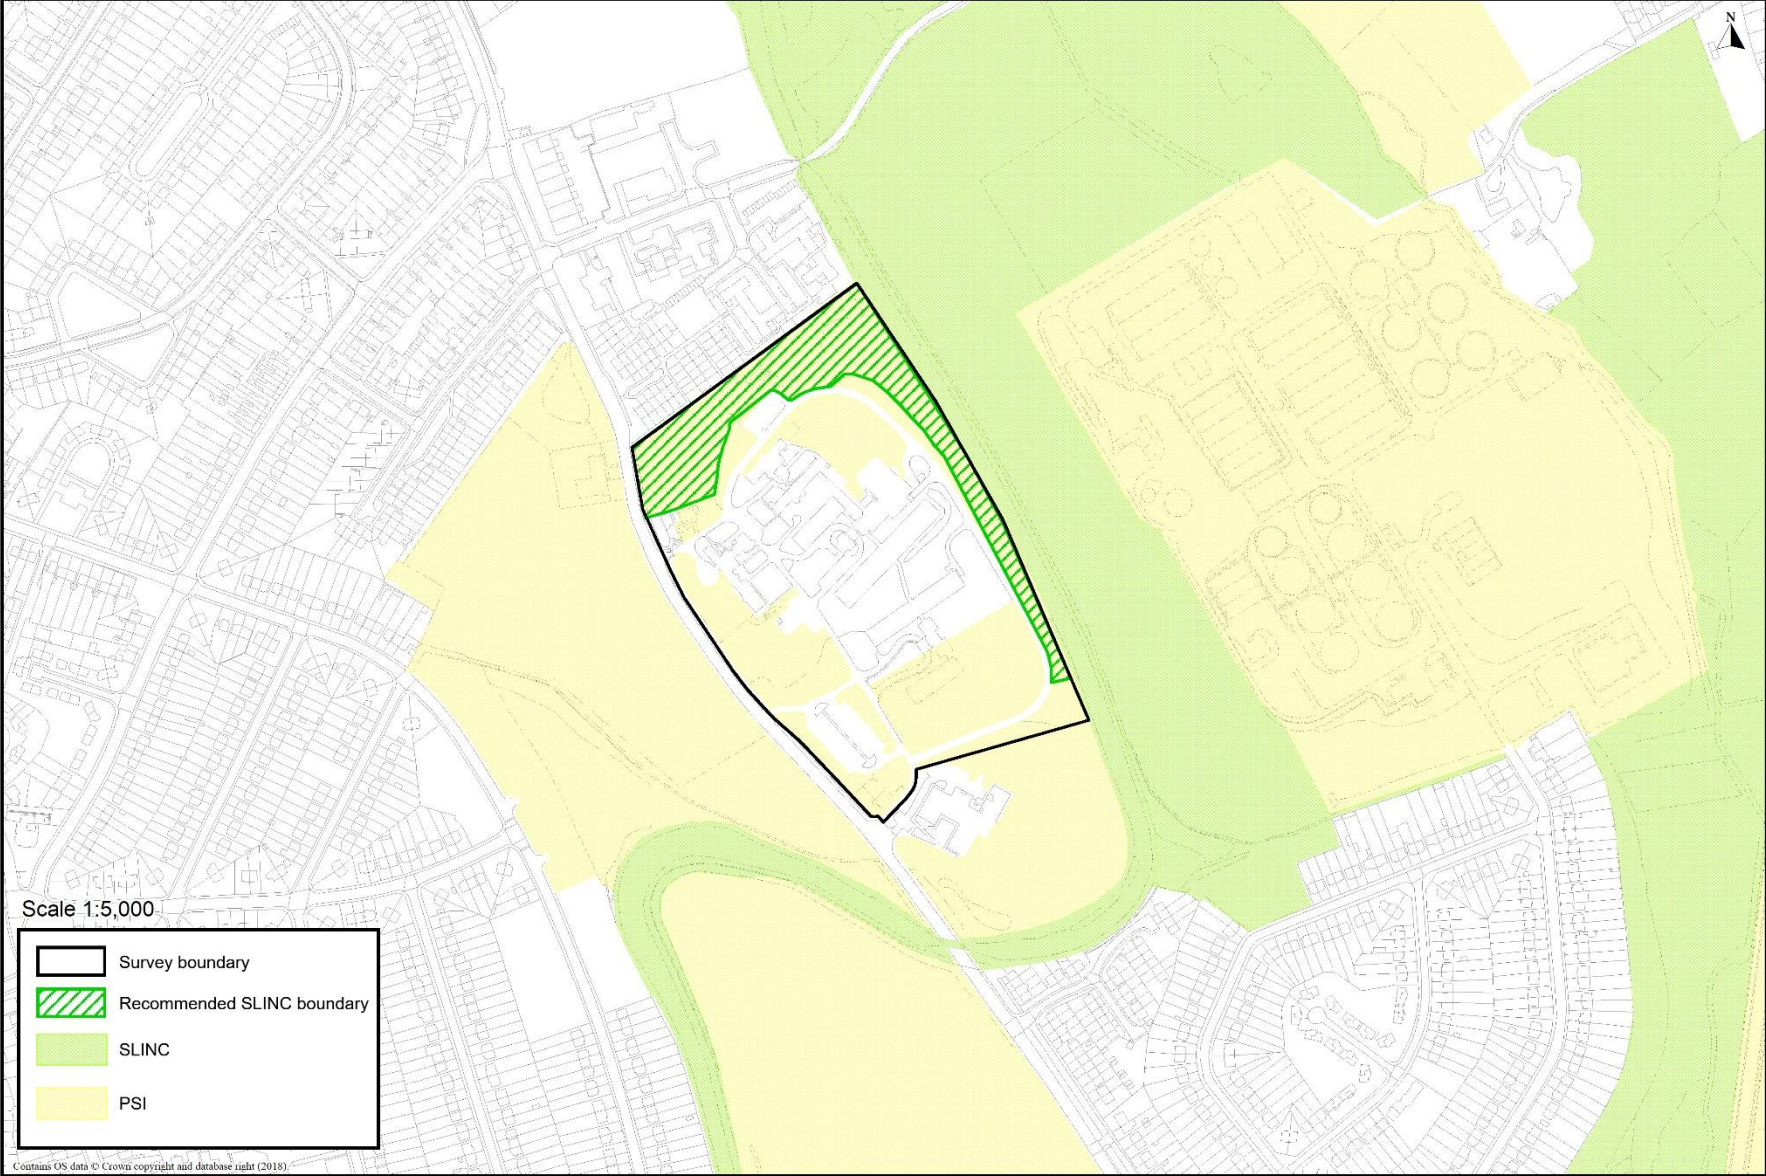 N
Scale 1:5,000
Survey boundary
Recommended SLINC boundary
SLINC
PSI
Contains OS data © Crown copyright and database right (2018).